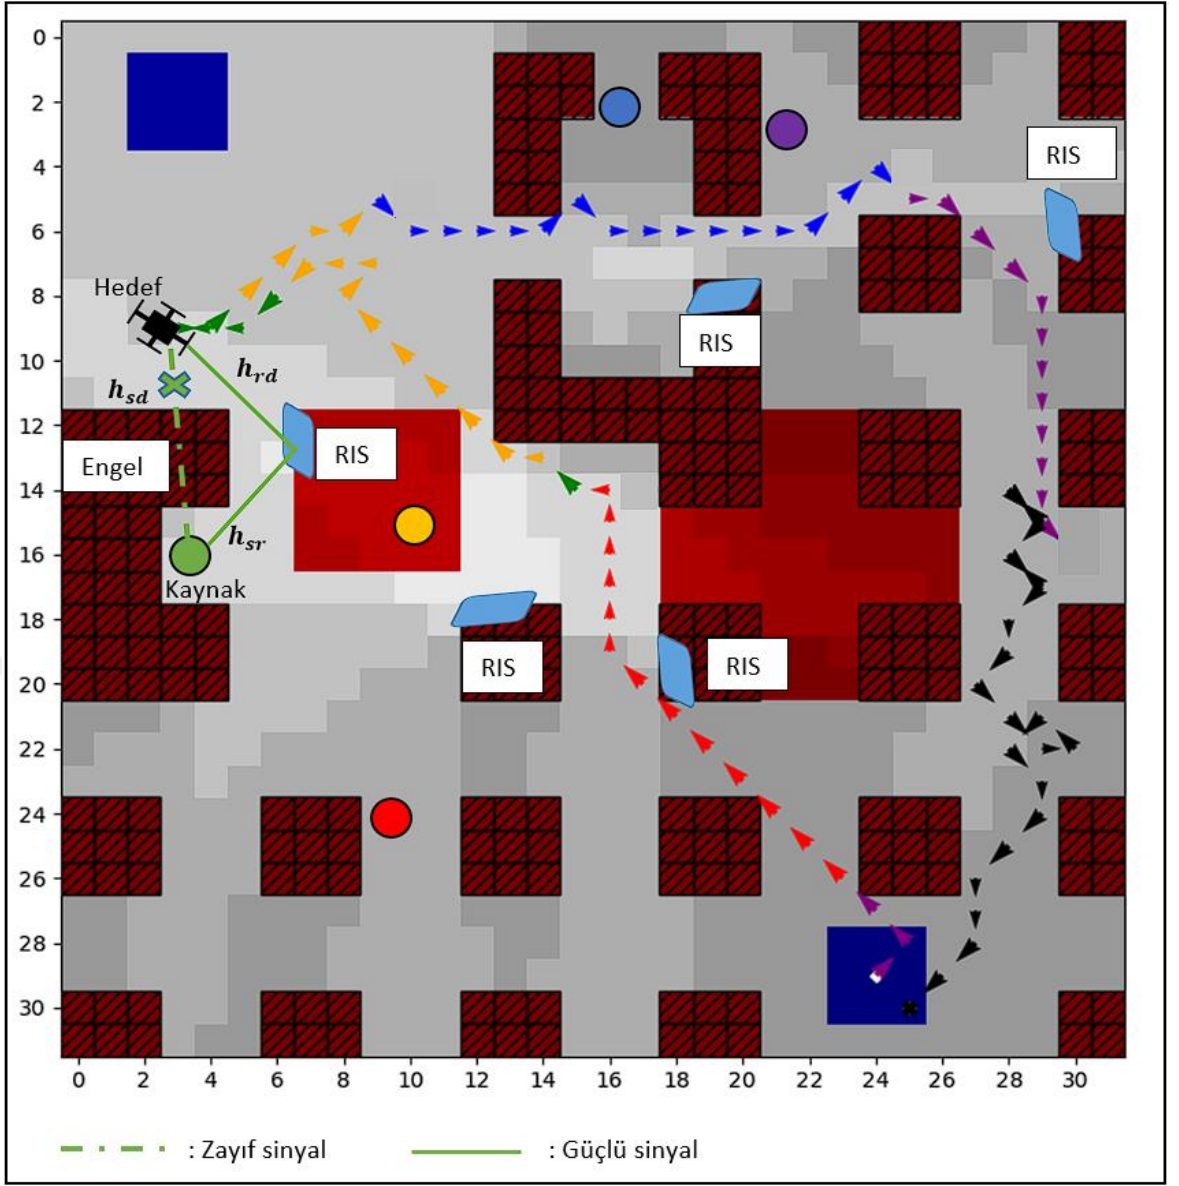 0
2
4
6
8
10
12
14
16
18
20
22
24
26
28
30
RIS
Hedef
RIS
h_rd
h_sd
RIS
Engel
h_sr
Kaynak
RIS
RIS
0 2 4 6 8 10 12 14 16 18 20 22 24 26 28 30
: Zayıf sinyal : Güçlü sinyal